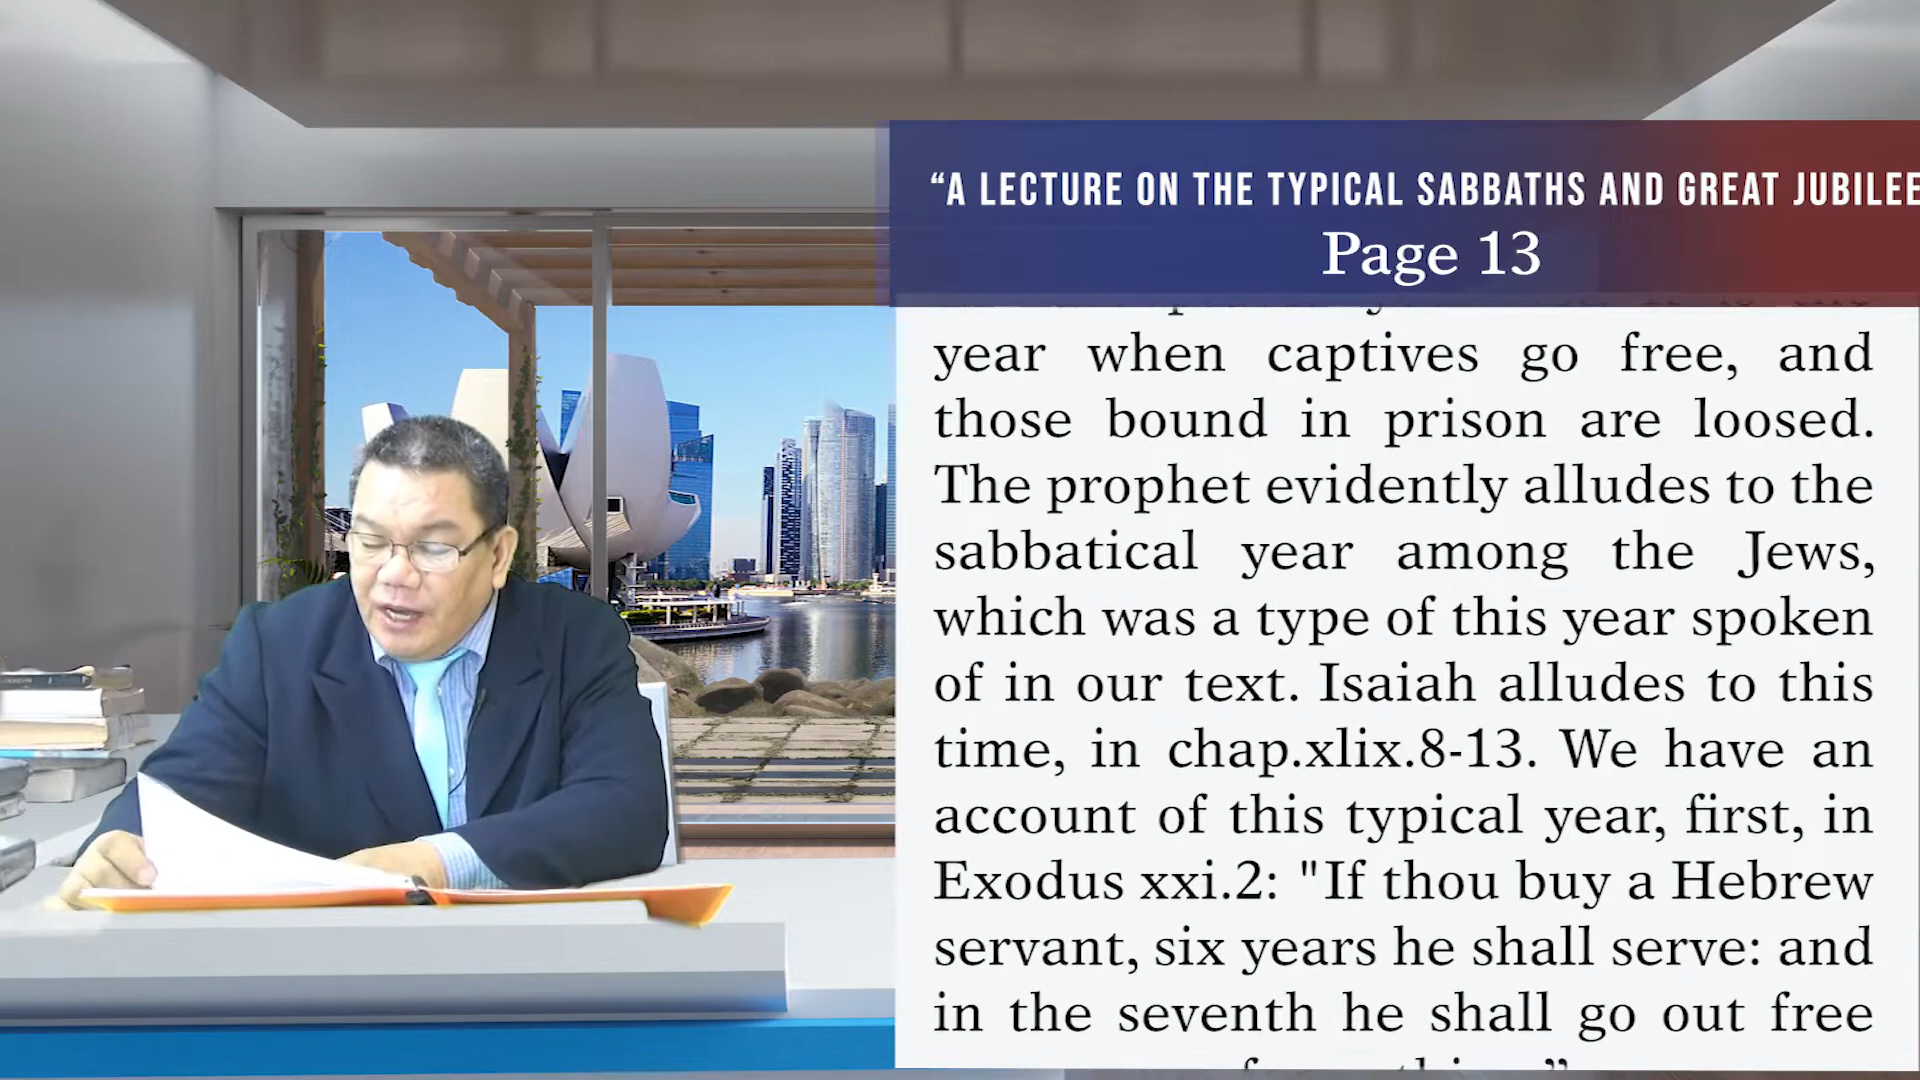 “A LECTURE ON THE TYPICAL SABBATHS AND GREAT JUBILEE
Page 13
year when captives go free, and
those bound in prison are loosed.
The prophet evidently alludes to the
sabbatical year among the Jews,
which was a type of this year spoken
of in our text. Isaiah alludes to this
time, in chap.xlix.8-13. We have an
account of this typical year, first, in
Exodus xxi.2: "If thou buy a Hebrew
servant, six years he shall serve: and
in the seventh he shall go out free